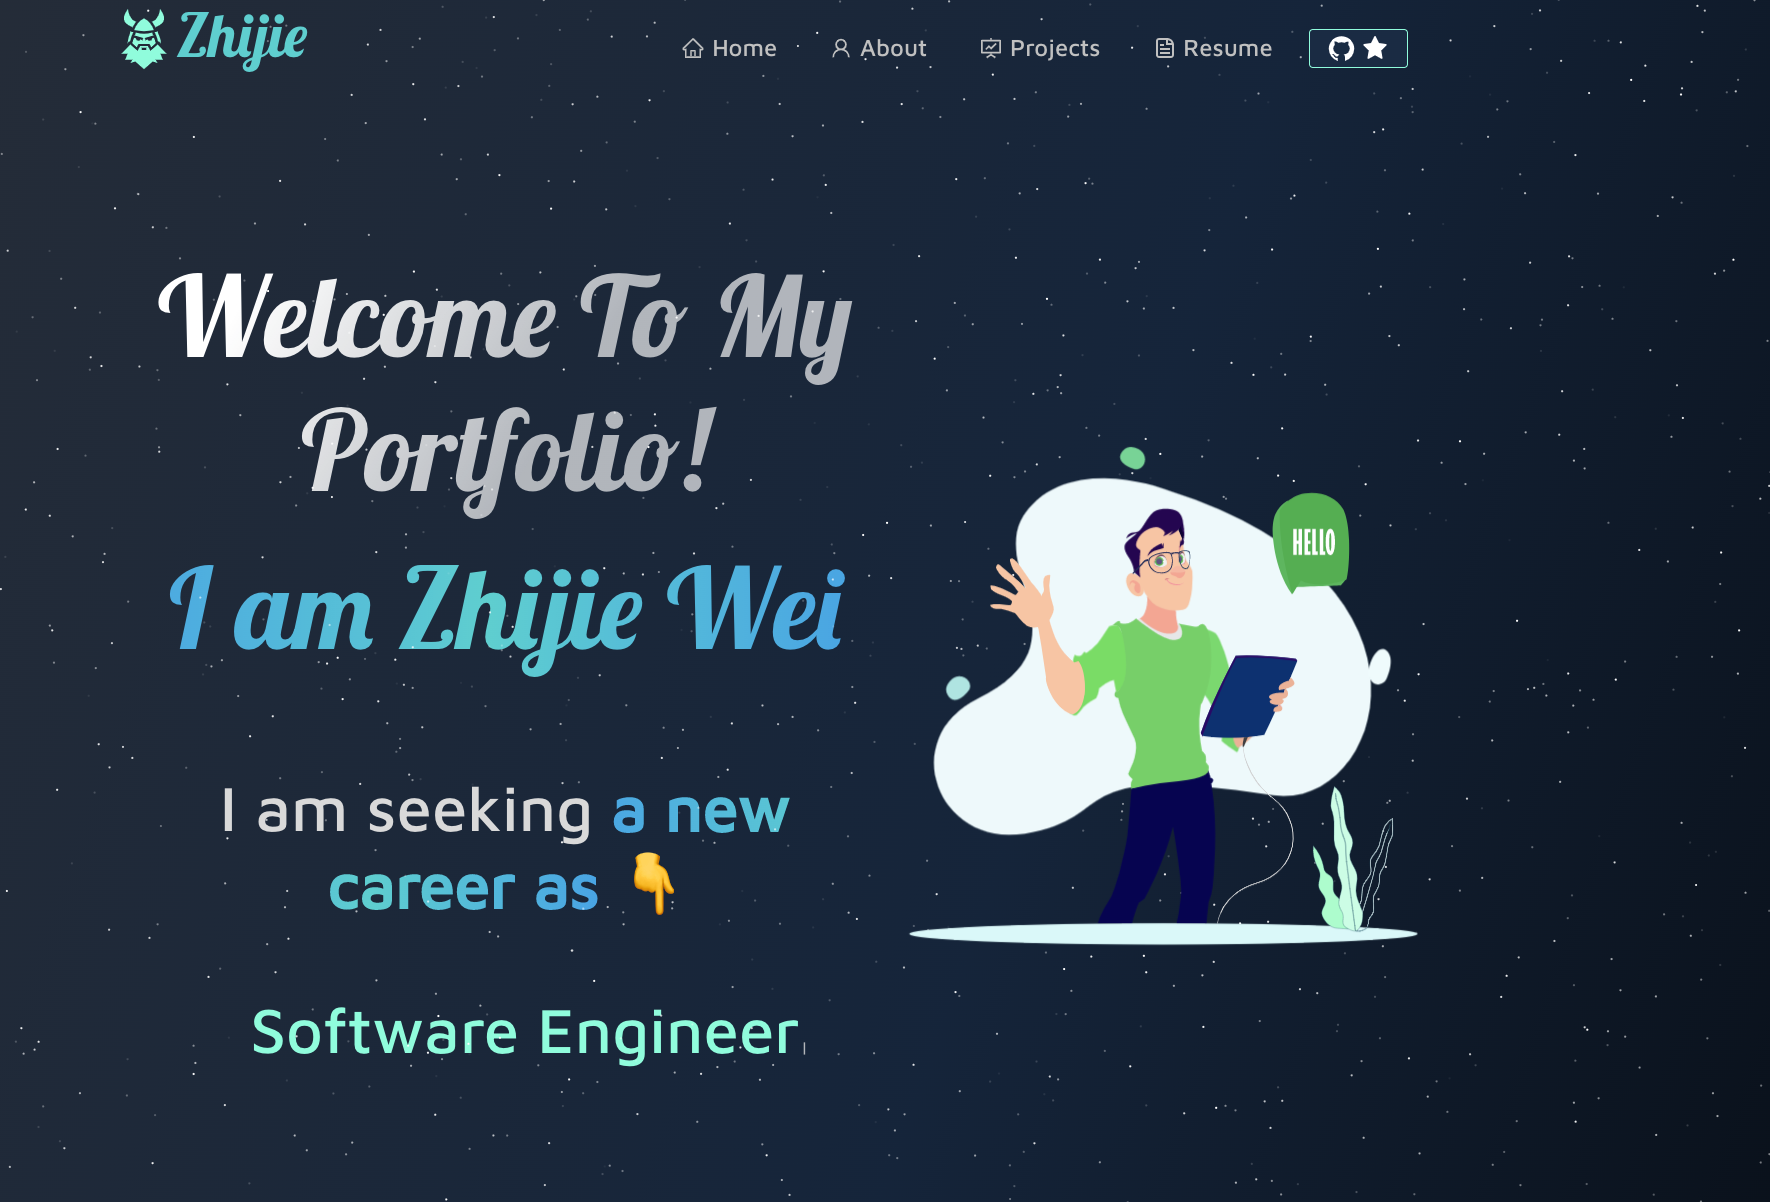 Zhijie
Home
About
Projects
Resume
Welcome To My
Portfolio!
I am Zhijie Wei
HELLO
I am seeking a new
career as 👇
Software Engineer